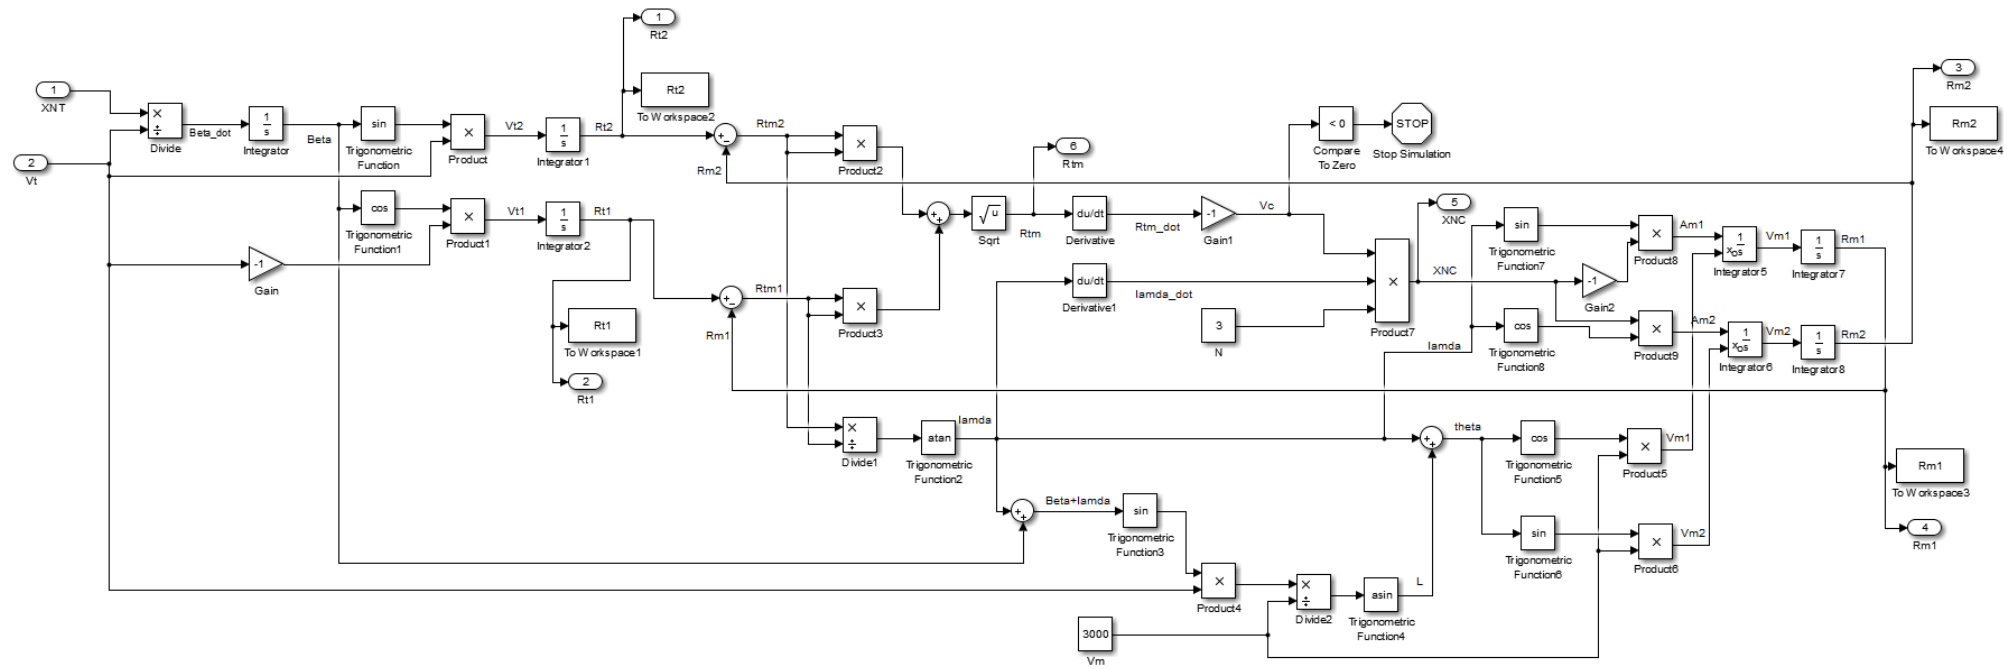 1
Rt2
Rt2
To Workspace2
1
XNT
×
÷
Divide
Beta_dot
1
s
Integrator
Beta
sin
Trigonometric
Function
×
Product
Vt2
1
s
Integrator1
Rt2
2
Vt
cos
Trigonometric
Function1
×
Product1
Vt1
1
s
Integrator2
Rt1
-1
Gain
Rt1
To Workspace1
2
Rt1
+
−
Rtm2
Rm2
×
Product2
+
−
Rtm1
Rm1
×
Product3
+
+
√u
Sqrt
Rtm
6
Rtm
du/dt
Derivative
Rtm_dot
-1
Gain1
Vc
< 0
Compare
To Zero
STOP
Stop Simulation
du/dt
Derivative1
lamda_dot
3
N
×
Product7
XNC
5
XNC
sin
Trigonometric
Function7
cos
Trigonometric
Function8
lamda
-1
Gain2
×
Product8
Am1
×
Product9
Am2
1
xo s
Integrator5
Vm1
1
s
Integrator7
Rm1
1
xo s
Integrator6
Vm2
1
s
Integrator8
Rm2
3
Rm2
Rm2
To Workspace4
×
÷
Divide1
atan
Trigonometric
Function2
lamda
+
+
theta
cos
Trigonometric
Function5
×
Product5
Vm1
sin
Trigonometric
Function6
×
Product6
Vm2
Rm1
To Workspace3
4
Rm1
+
+
Beta+lamda
sin
Trigonometric
Function3
×
Product4
×
÷
Divide2
asin
Trigonometric
Function4
L
3000
Vm